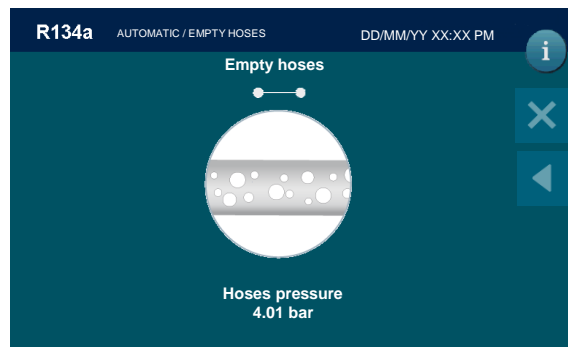 R134a AUTOMATIC / EMPTY HOSES DD/MM/YY XX:XX PM
i
Empty hoses
Hoses pressure
4.01 bar